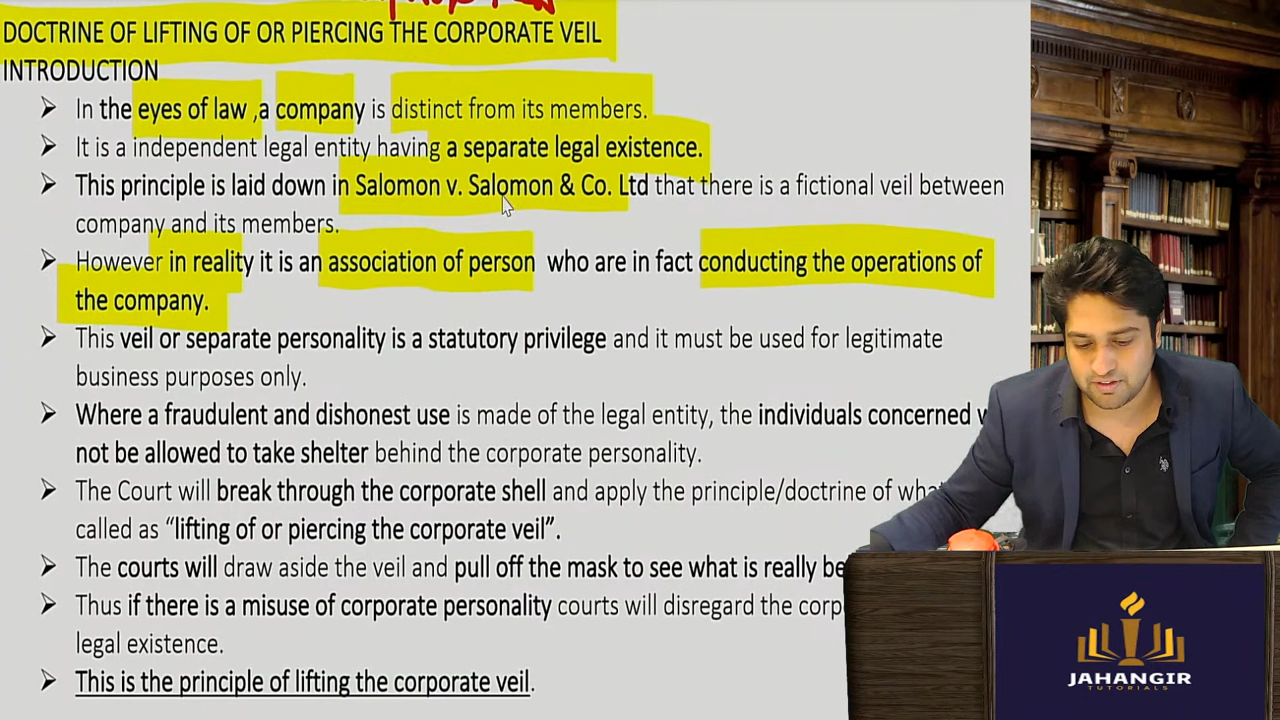 DOCTRINE OF LIFTING OF OR PIERCING THE CORPORATE VEIL
INTRODUCTION
➢ In the eyes of law ,a company is distinct from its members.
➢ It is a independent legal entity having a separate legal existence.
➢ This principle is laid down in Salomon v. Salomon & Co. Ltd that there is a fictional veil between
company and its members.
➢ However in reality it is an association of person who are in fact conducting the operations of
the company.
➢ This veil or separate personality is a statutory privilege and it must be used for legitimate
business purposes only.
➢ Where a fraudulent and dishonest use is made of the legal entity, the individuals concerned
not be allowed to take shelter behind the corporate personality.
➢ The Court will break through the corporate shell and apply the principle/doctrine of
called as “lifting of or piercing the corporate veil”.
➢ The courts will draw aside the veil and pull off the mask to see what is really
➢ Thus if there is a misuse of corporate personality courts will disregard the
legal existence.
➢ This is the principle of lifting the corporate veil.
JAHANGIR
TUTORIALS